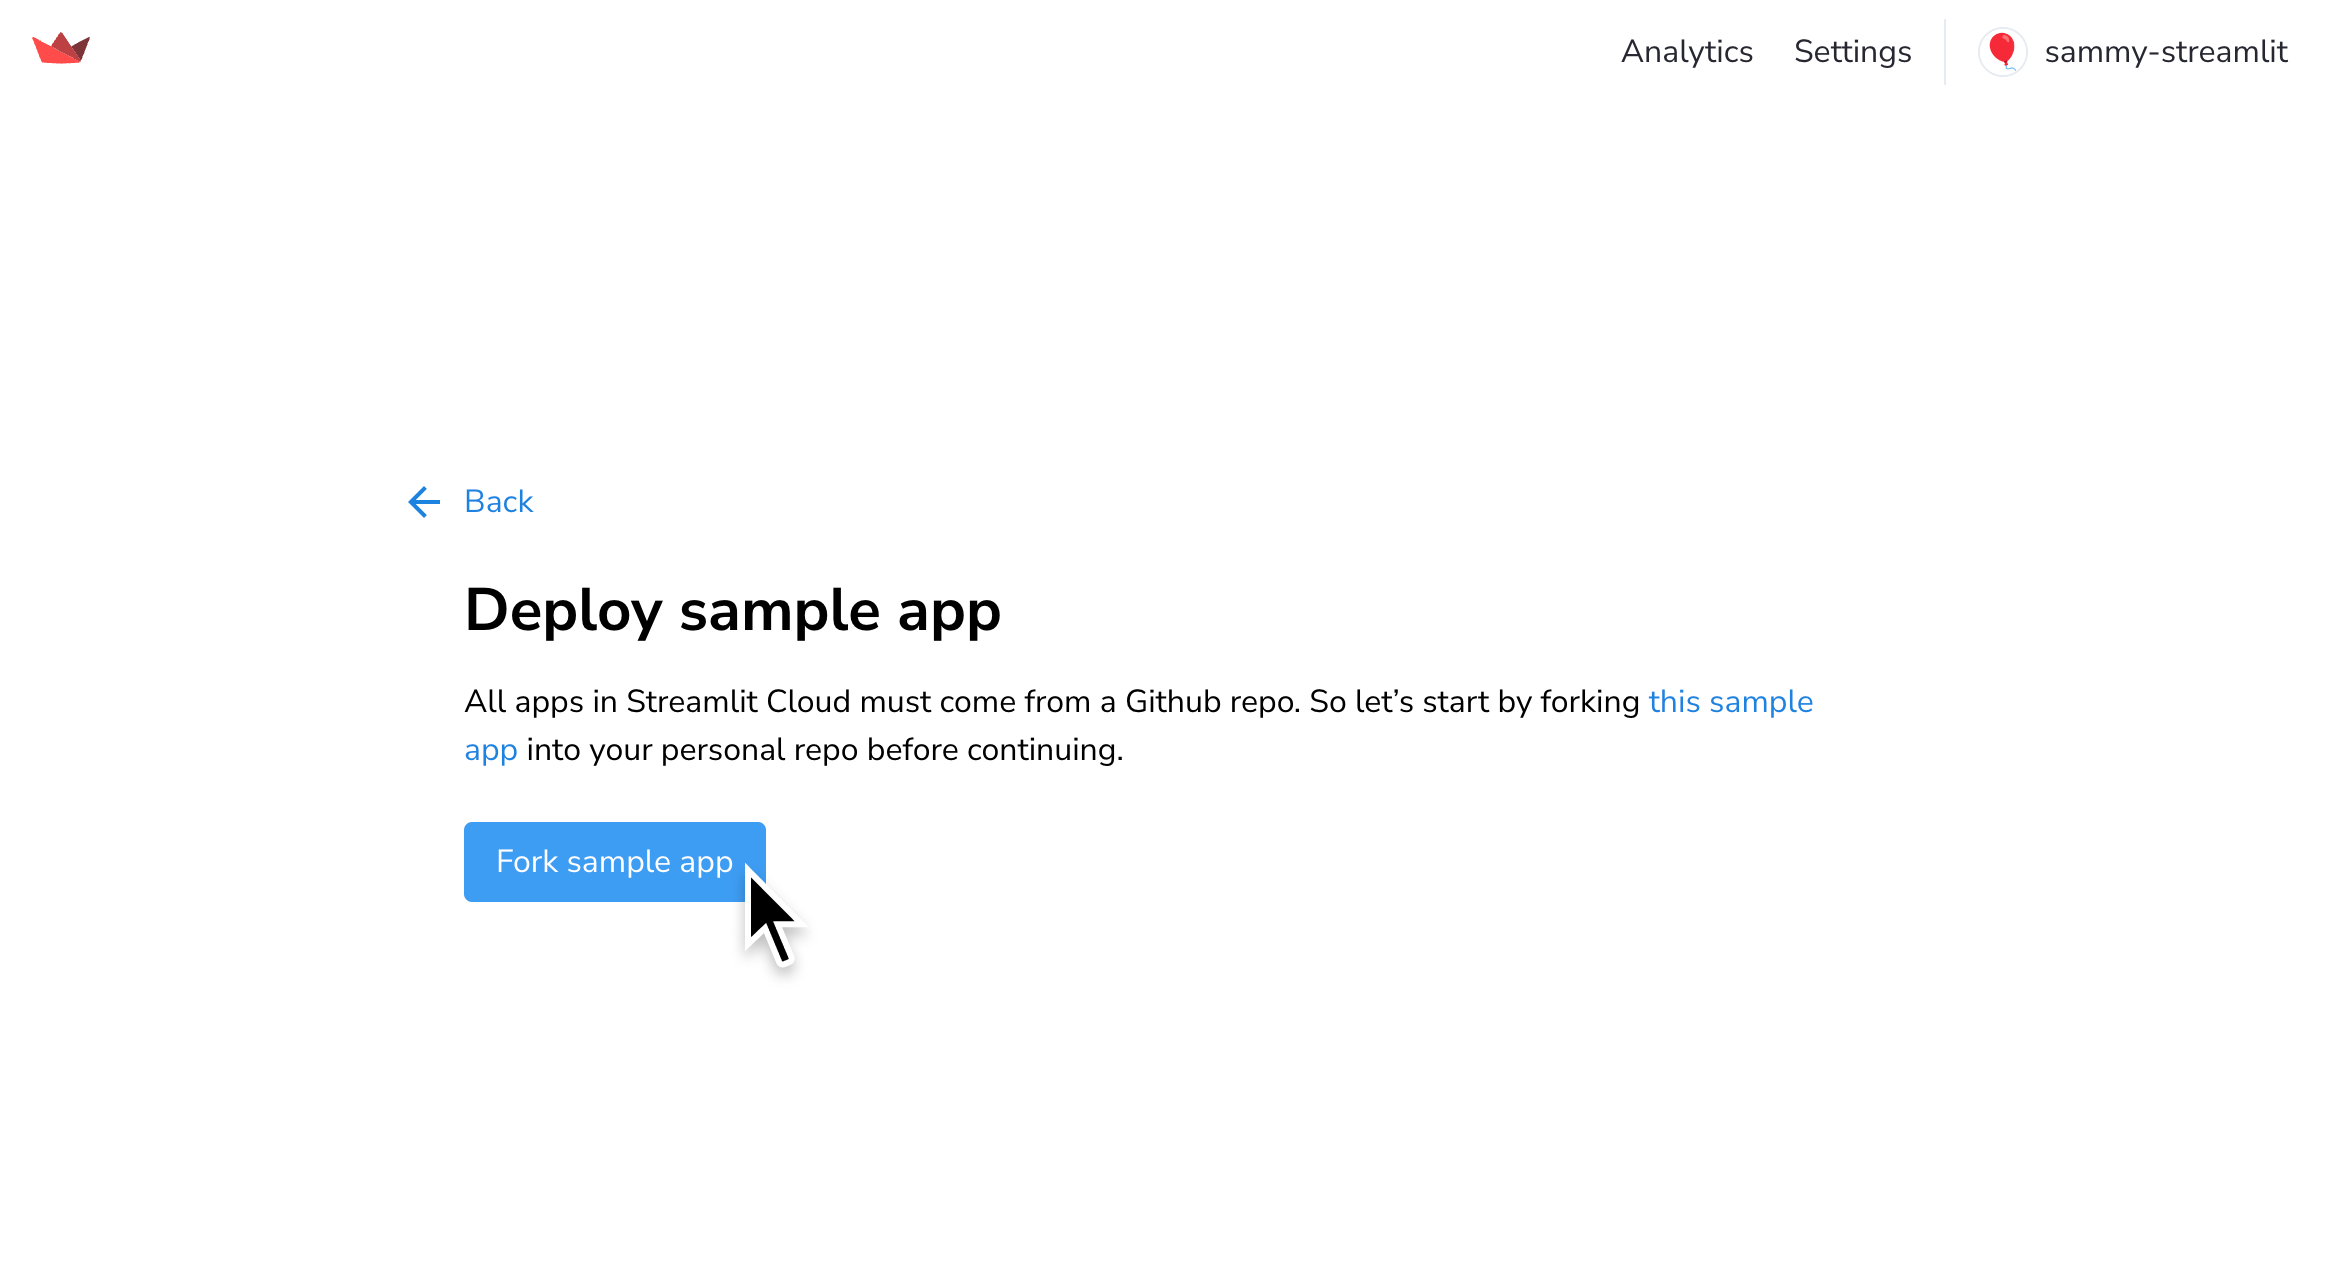 Analytics Settings sammy-streamlit
Back
Deploy sample app
All apps in Streamlit Cloud must come from a Github repo. So let’s start by forking this sample
app into your personal repo before continuing.
Fork sample app